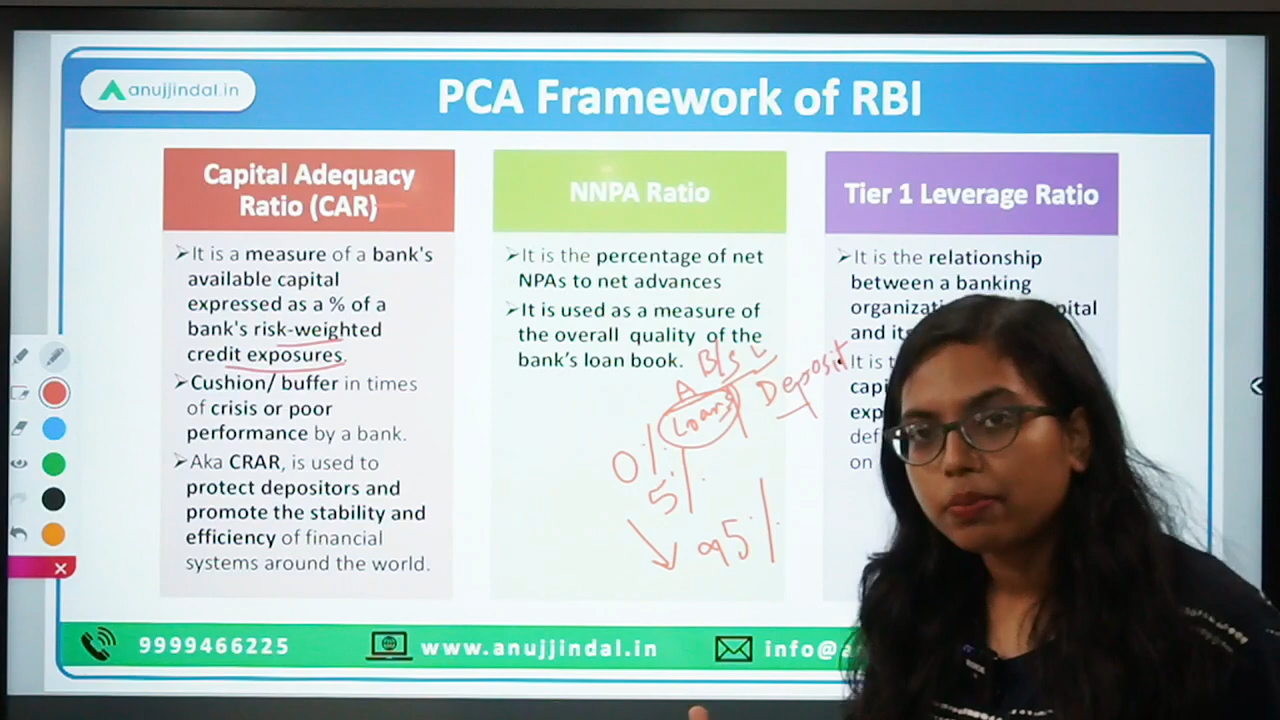 anujjindal.in
PCA Framework of RBI
Capital Adequacy
Ratio (CAR)
➢It is a measure of a bank's
available capital
expressed as a % of a
bank's risk-weighted
credit exposures.
➢Cushion/ buffer in times
of crisis or poor
performance by a bank.
➢Aka CRAR, is used to
protect depositors and
promote the stability and
efficiency of financial
systems around the world.
NNPA Ratio
➢It is the percentage of net
NPAs to net advances
➢It is used as a measure of
the overall quality of the
bank's loan book.
B/S
A L
Loans Deposit
0%
5%
95%
Tier 1 Leverage Ratio
➢It is the relationship
between a banking
and
It is
on
9999466225
www.anujjindal.in
info@